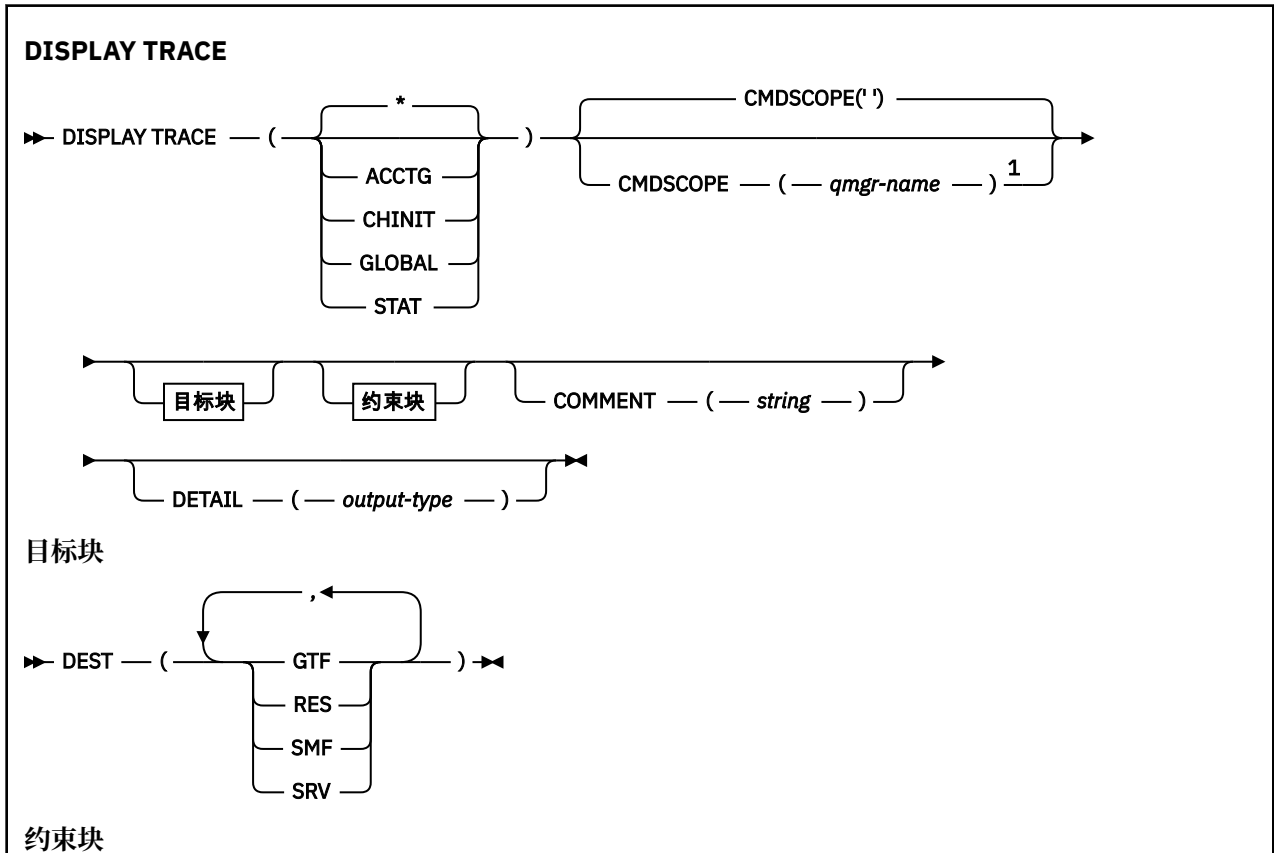 DISPLAY TRACE
*
CMDSCOPE(' ')
DISPLAY TRACE ( )
ACCTG
CMDSCOPE ( qmgr-name ) 1
CHINIT
GLOBAL
STAT
目标块 约束块 COMMENT ( string )
DETAIL ( output-type )
目标块
,
DEST ( GTF )
RES
SMF
SRV
约束块